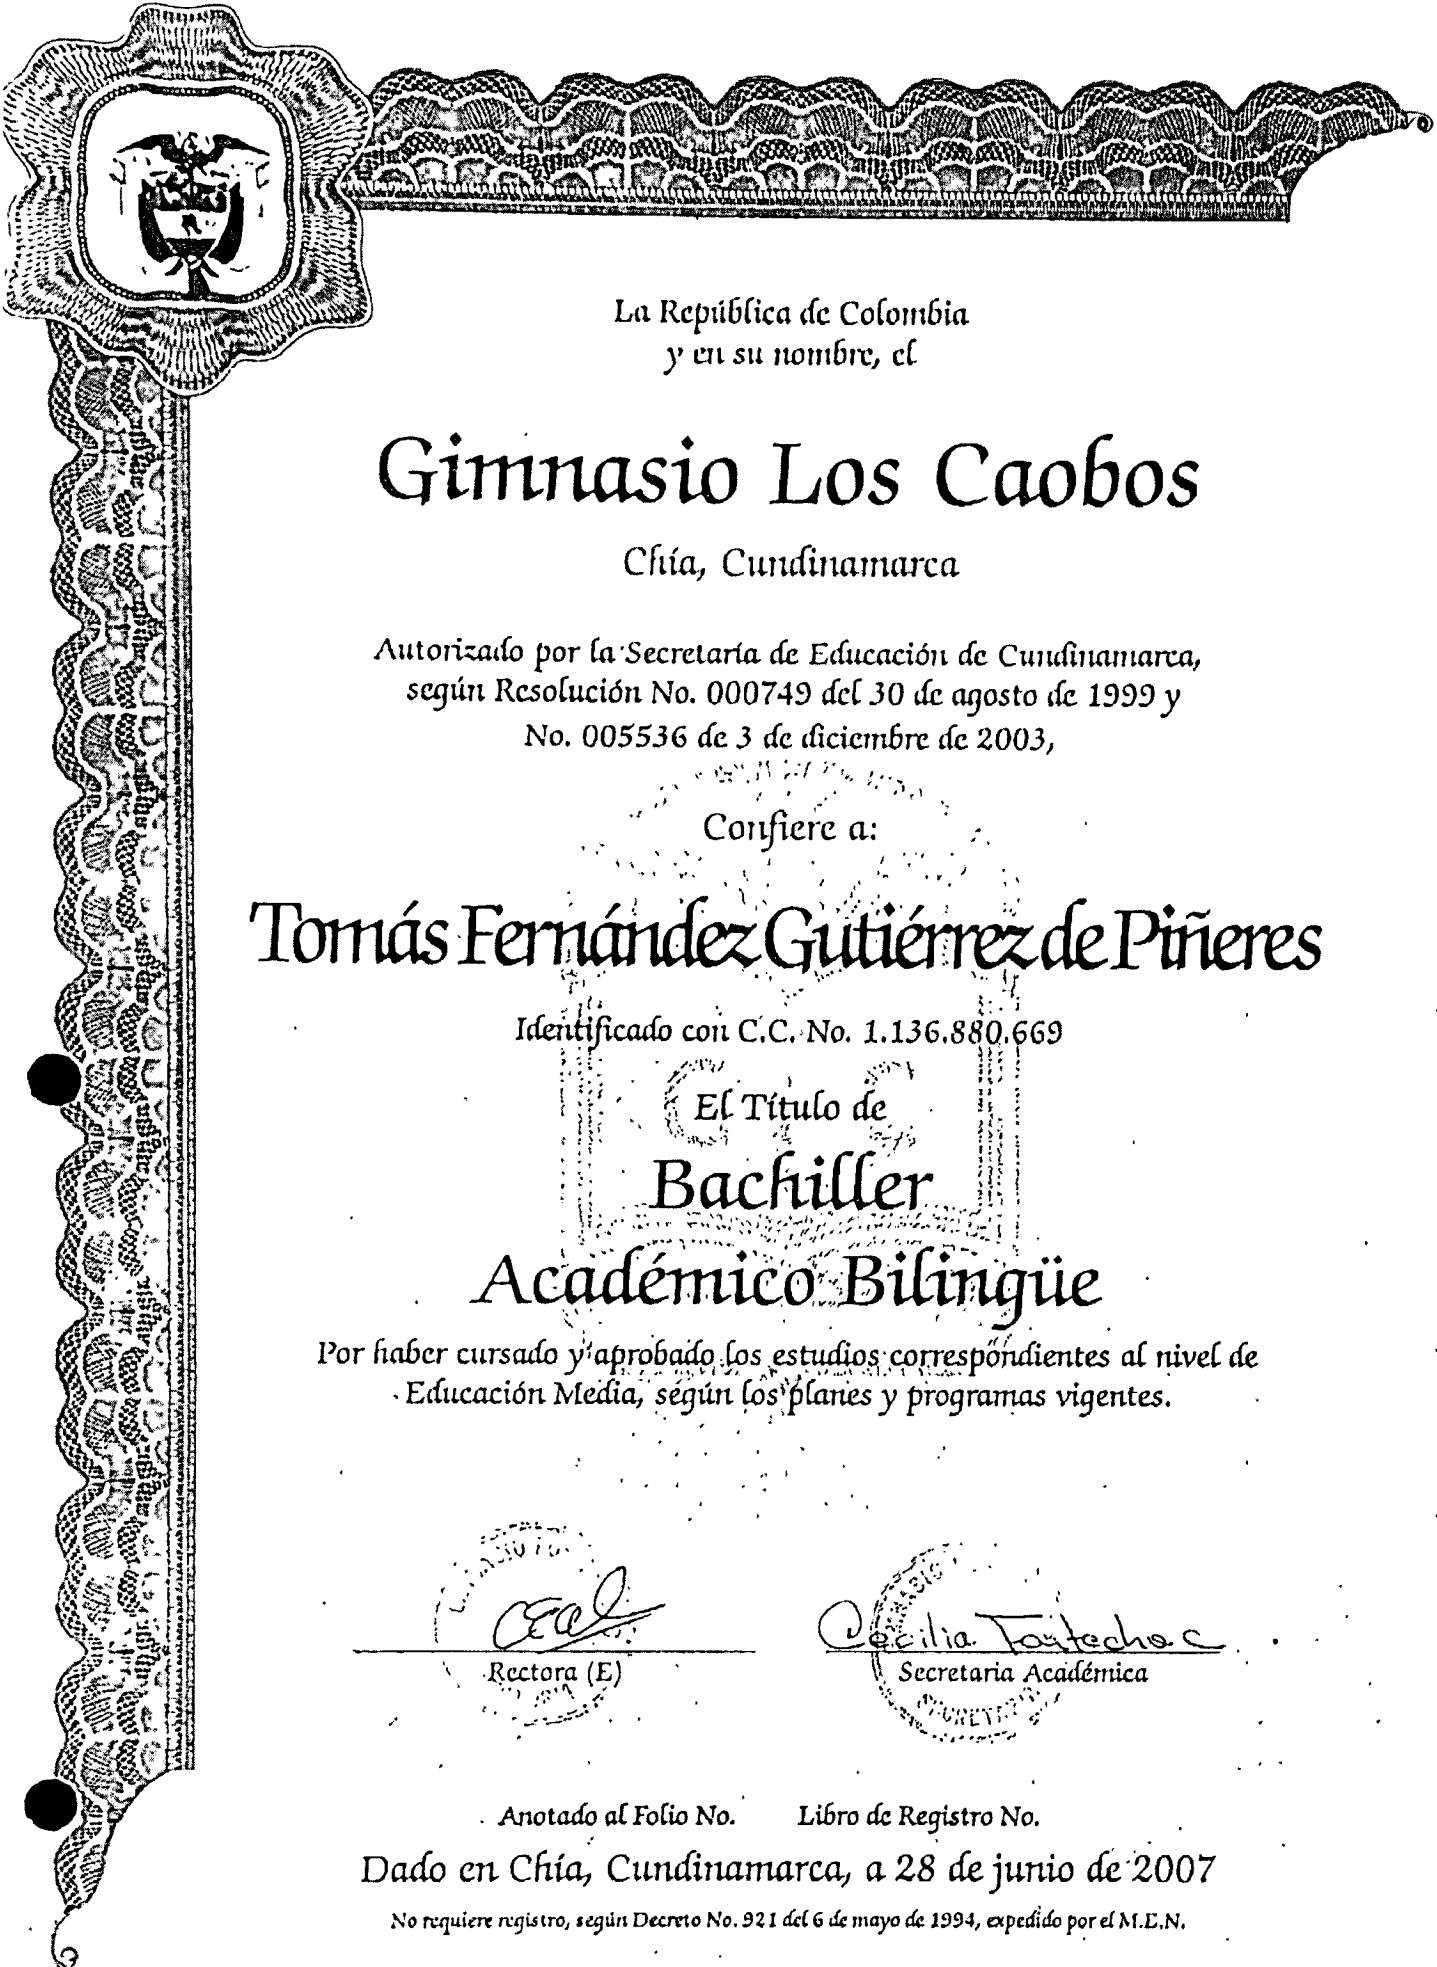 La República de Colombia
y en su nombre, el
Gimnasio Los Caobos
Chía, Cundinamarca
Autorizado por la Secretaría de Educación de Cundinamarca,
según Resolución No. 000749 del 30 de agosto de 1999 y
No. 005536 de 3 de diciembre de 2003,
Confiere a:
Tomás Fernández Gutiérrez de Piñeres
Identificado con C.C. No. 1.136.880.669
El Título de
Bachiller
Académico Bilingüe
Por haber cursado y aprobado los estudios correspondientes al nivel de
Educación Media, según los planes y programas vigentes.
Cecilia
Rectora (E)
Secretaria Académica
Anotado al Folio No. Libro de Registro No.
Dado en Chía, Cundinamarca, a 28 de junio de 2007
No requiere registro, según Decreto No. 921 del 6 de mayo de 1994, expedido por el M.E.N.